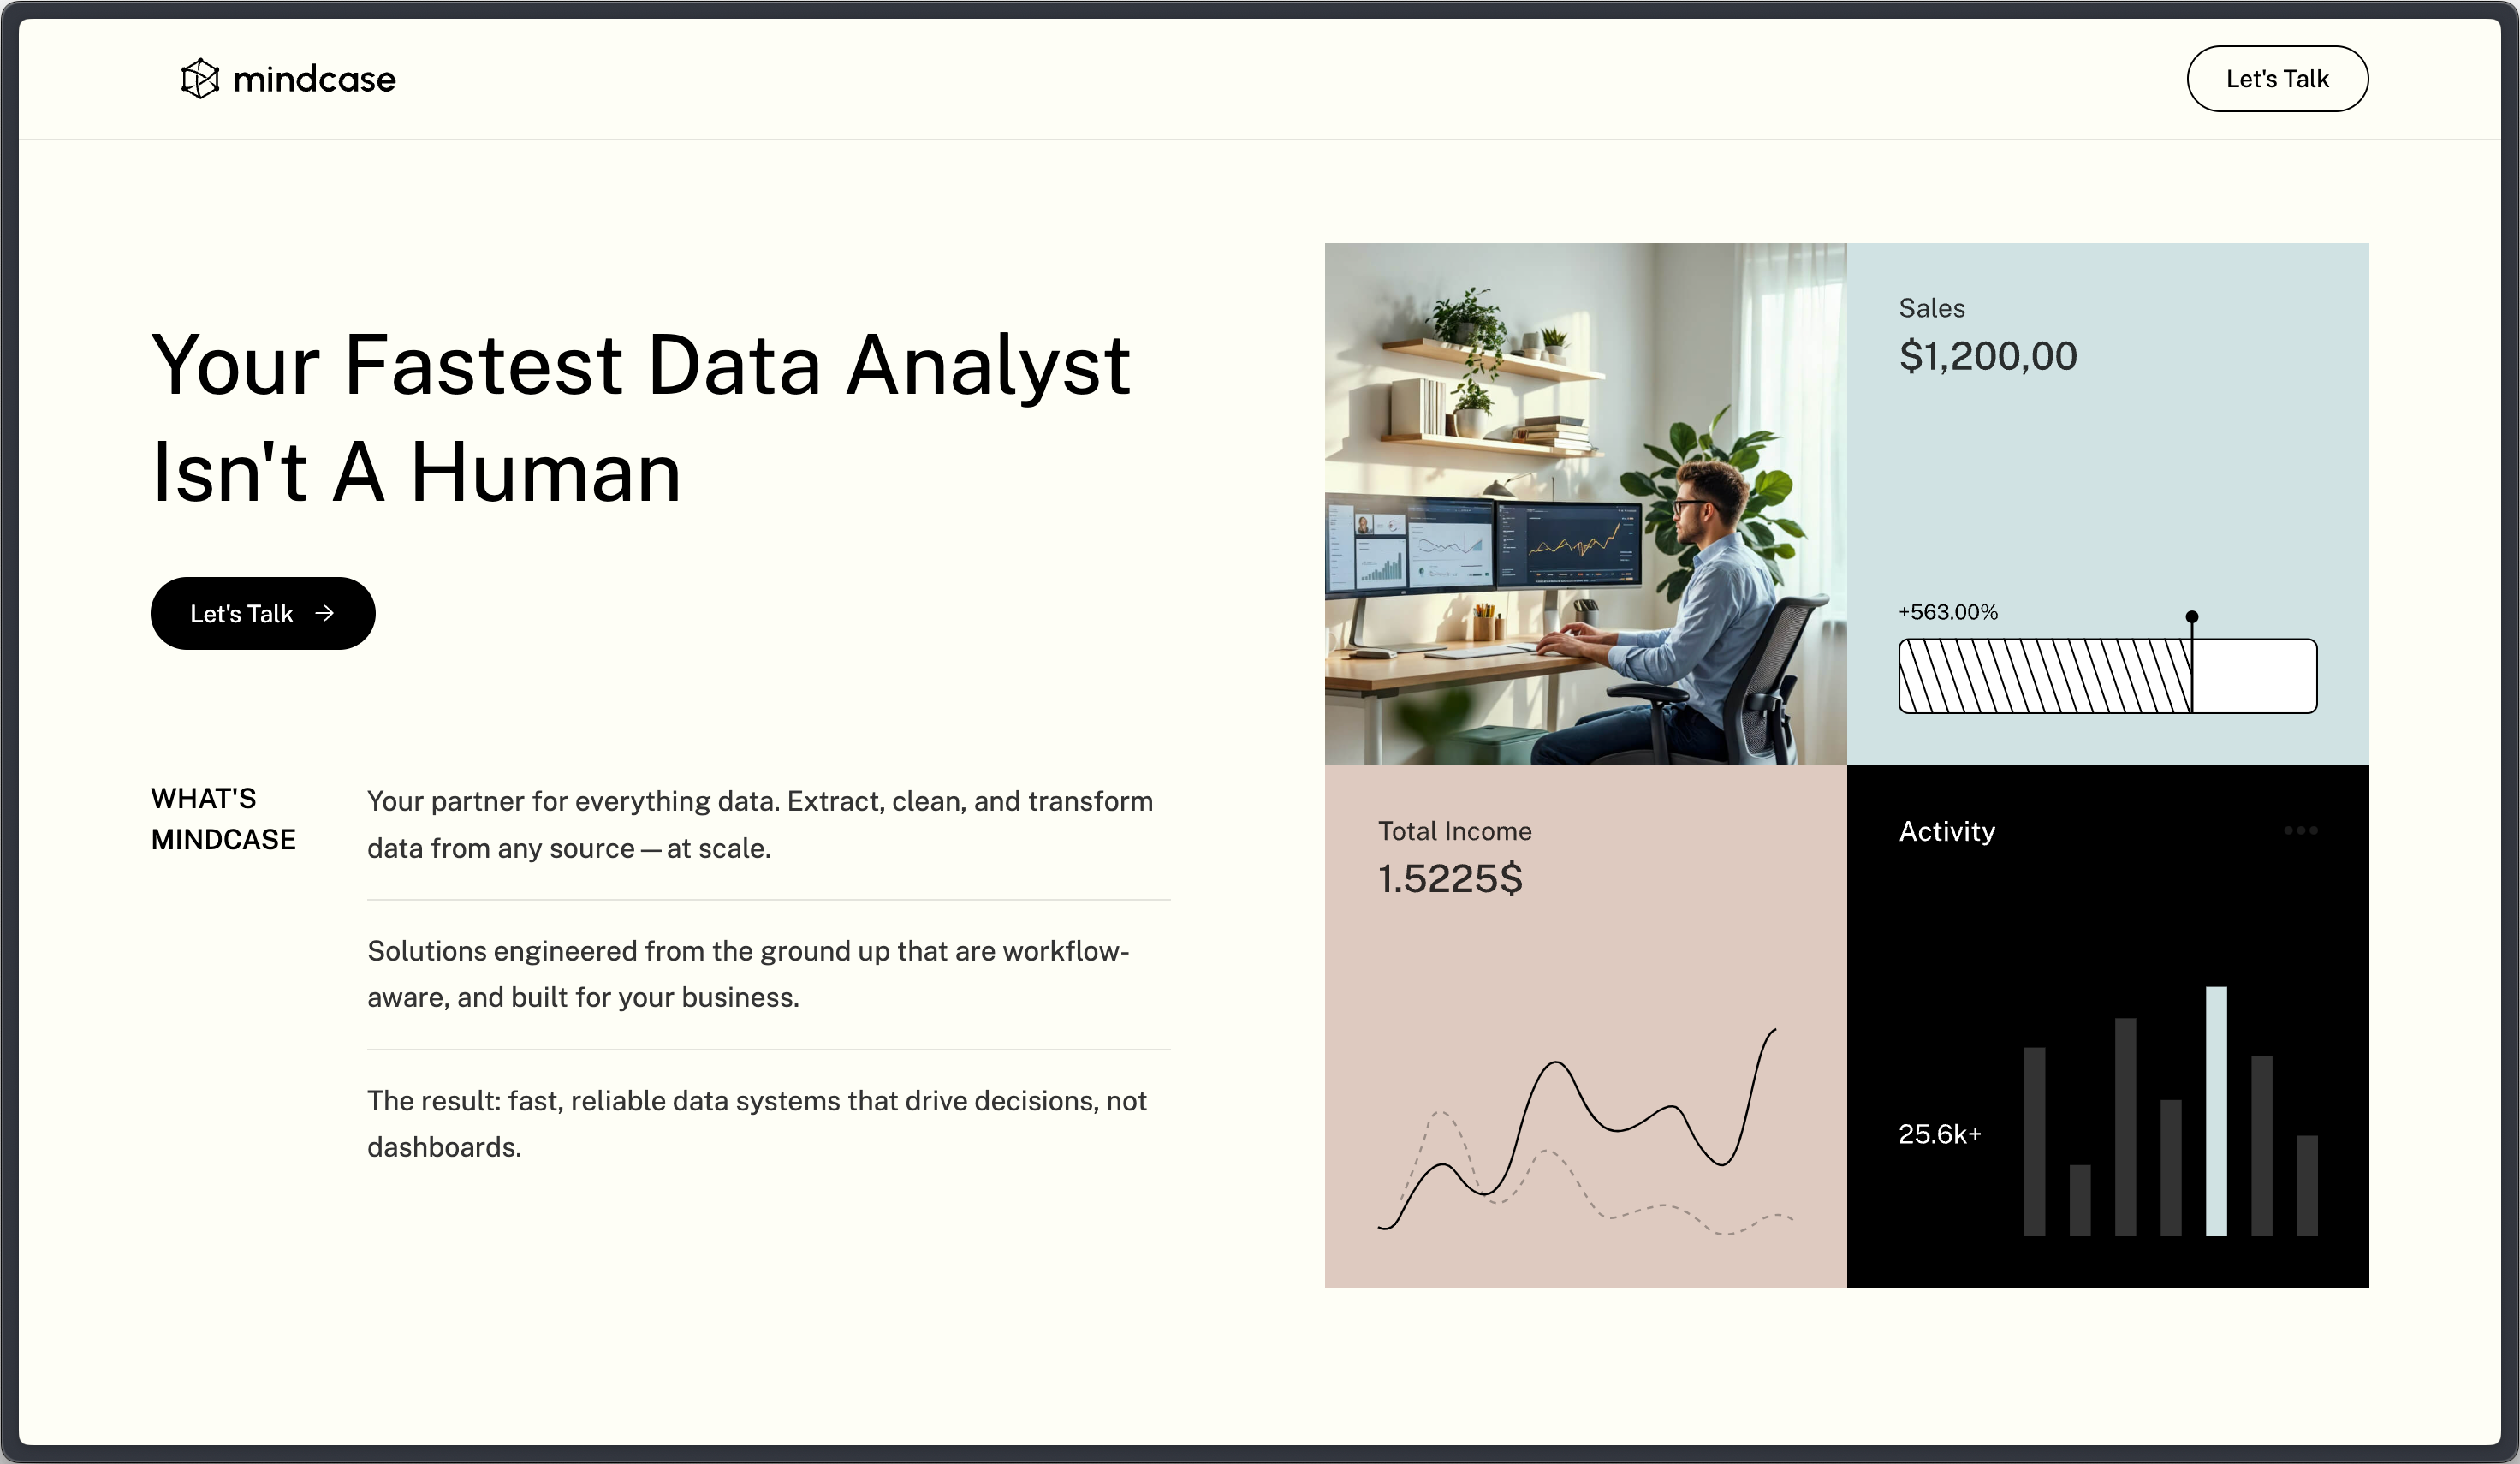 mindcase
Let's Talk
Your Fastest Data Analyst
Isn't A Human
Let's Talk
WHAT'S
MINDCASE
Your partner for everything data. Extract, clean, and transform
data from any source — at scale.
Solutions engineered from the ground up that are workflow-
aware, and built for your business.
The result: fast, reliable data systems that drive decisions, not
dashboards.
Sales
$1,200,00
+563.00%
Total Income
1.5225$
Activity
25.6k+